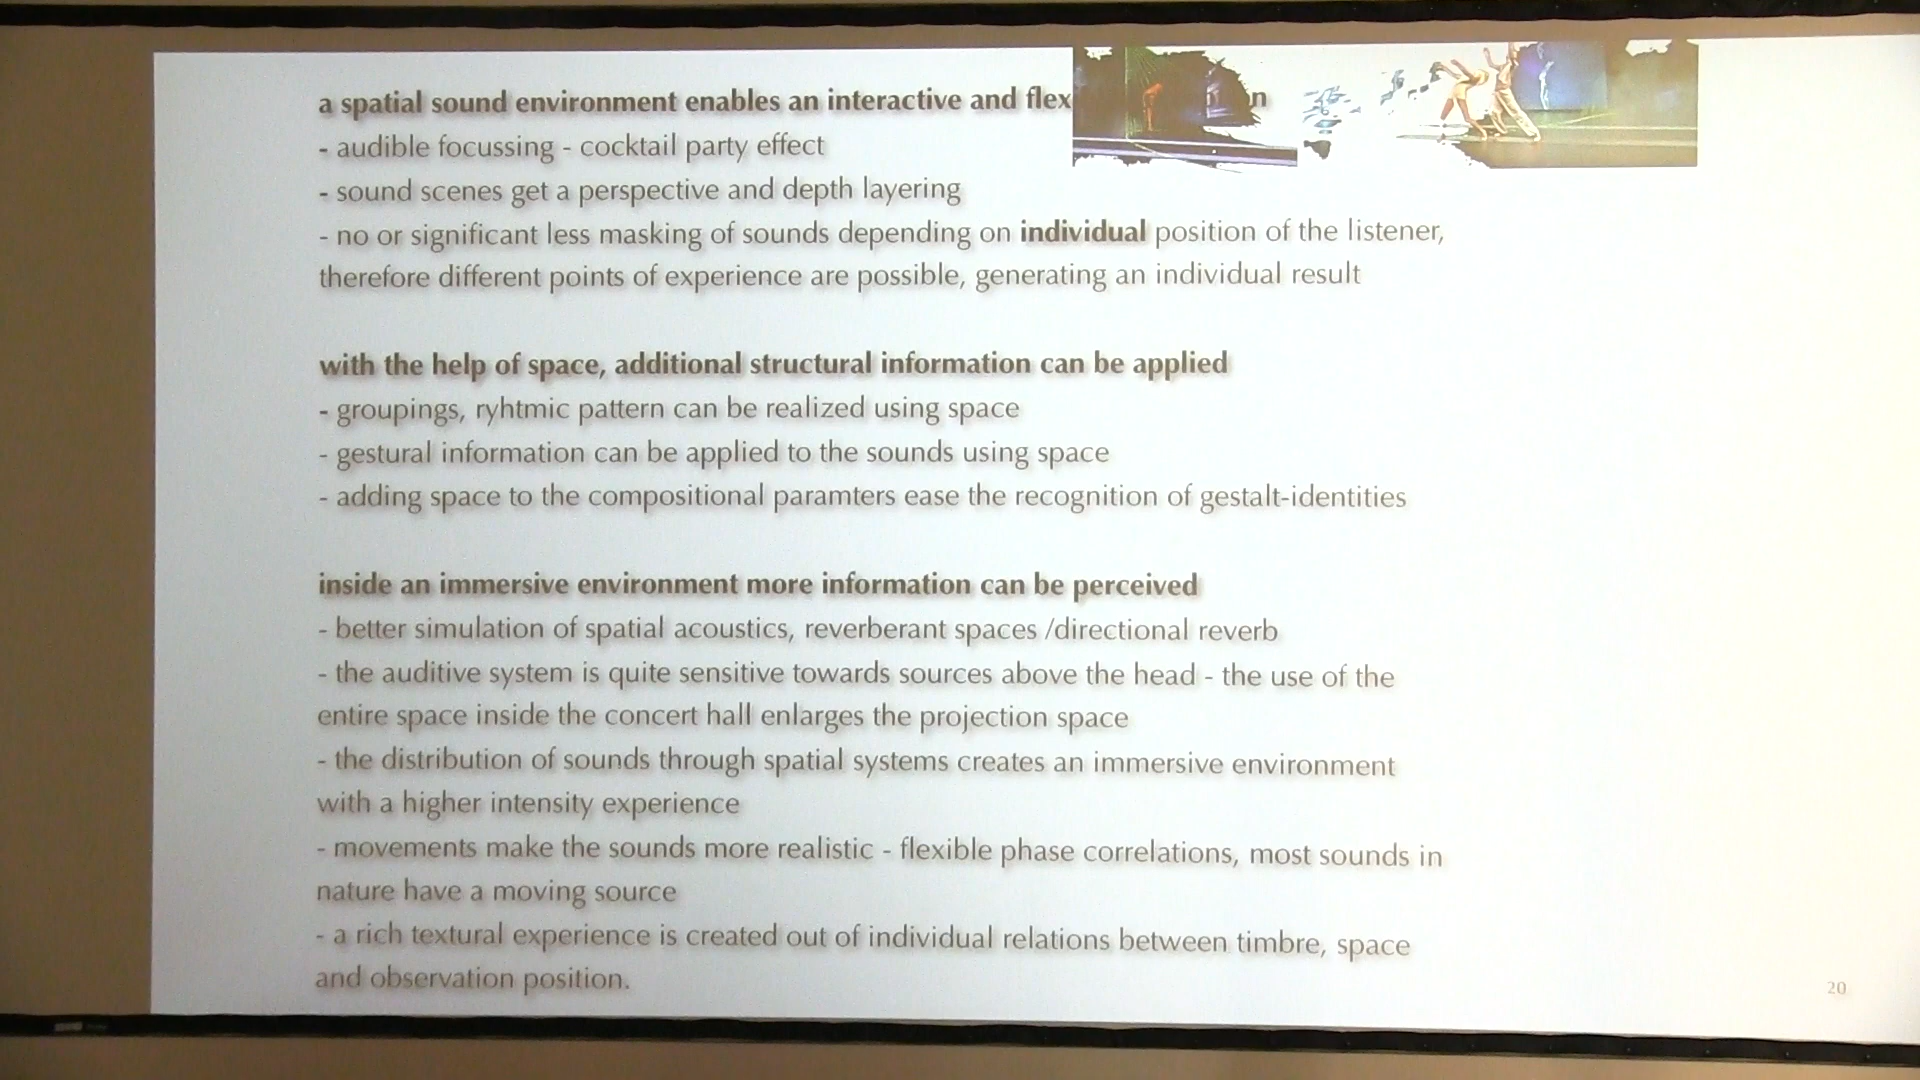 a spatial sound environment enables an interactive and flex
- audible focussing - cocktail party effect
- sound scenes get a perspective and depth layering
- no or significant less masking of sounds depending on individual position of the listener,
therefore different points of experience are possible, generating an individual result
with the help of space, additional structural information can be applied
- groupings, ryhtmic pattern can be realized using space
- gestural information can be applied to the sounds using space
- adding space to the compositional paramters ease the recognition of gestalt-identities
inside an immersive environment more information can be perceived
- better simulation of spatial acoustics, reverberant spaces /directional reverb
- the auditive system is quite sensitive towards sources above the head - the use of the
entire space inside the concert hall enlarges the projection space
- the distribution of sounds through spatial systems creates an immersive environment
with a higher intensity experience
- movements make the sounds more realistic - flexible phase correlations, most sounds in
nature have a moving source
- a rich textural experience is created out of individual relations between timbre, space
and observation position.
20